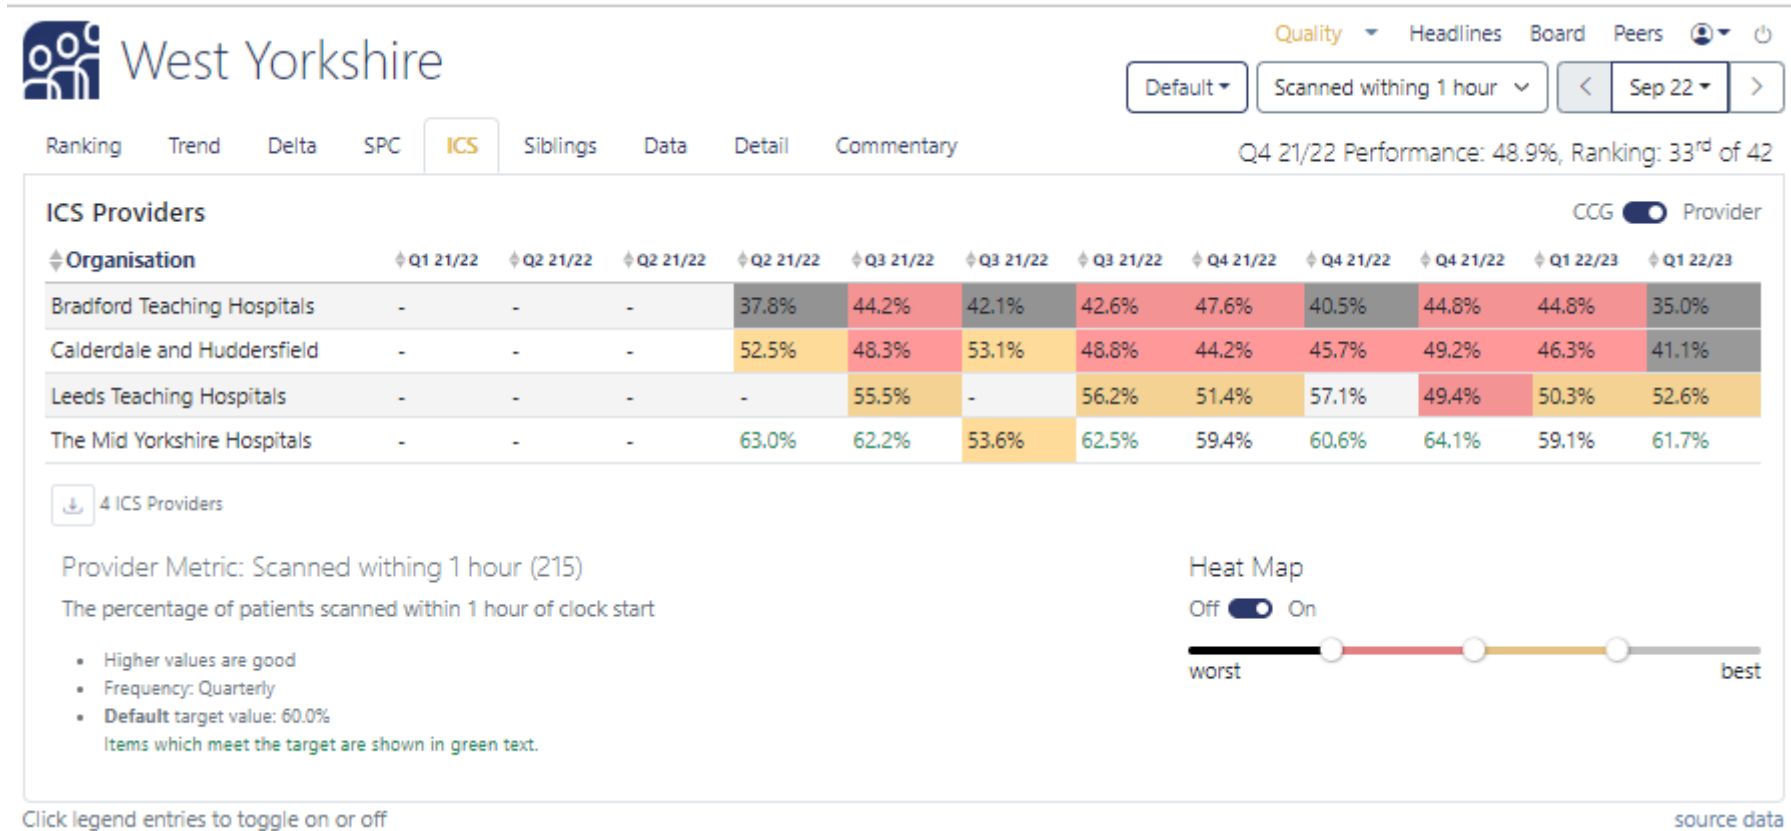 West Yorkshire
Quality Headlines Board Peers
Default Scanned withing 1 hour < Sep 22 >
Ranking Trend Delta SPC ICS Siblings Data Detail Commentary
Q4 21/22 Performance: 48.9%, Ranking: 33rd of 42
ICS Providers
CCG Provider
Organisation Q1 21/22 Q2 21/22 Q2 21/22 Q2 21/22 Q3 21/22 Q3 21/22 Q3 21/22 Q4 21/22 Q4 21/22 Q4 21/22 Q1 22/23 Q1 22/23
Bradford Teaching Hospitals - - - 37.8% 44.2% 42.1% 42.6% 47.6% 40.5% 44.8% 44.8% 35.0%
Calderdale and Huddersfield - - - 52.5% 48.3% 53.1% 48.8% 44.2% 45.7% 49.2% 46.3% 41.1%
Leeds Teaching Hospitals - - - - 55.5% - 56.2% 51.4% 57.1% 49.4% 50.3% 52.6%
The Mid Yorkshire Hospitals - - - 63.0% 62.2% 53.6% 62.5% 59.4% 60.6% 64.1% 59.1% 61.7%
4 ICS Providers
Provider Metric: Scanned withing 1 hour (215)
The percentage of patients scanned within 1 hour of clock start
• Higher values are good
• Frequency: Quarterly
• Default target value: 60.0%
Items which meet the target are shown in green text.
Heat Map
Off On
worst best
Click legend entries to toggle on or off
source data